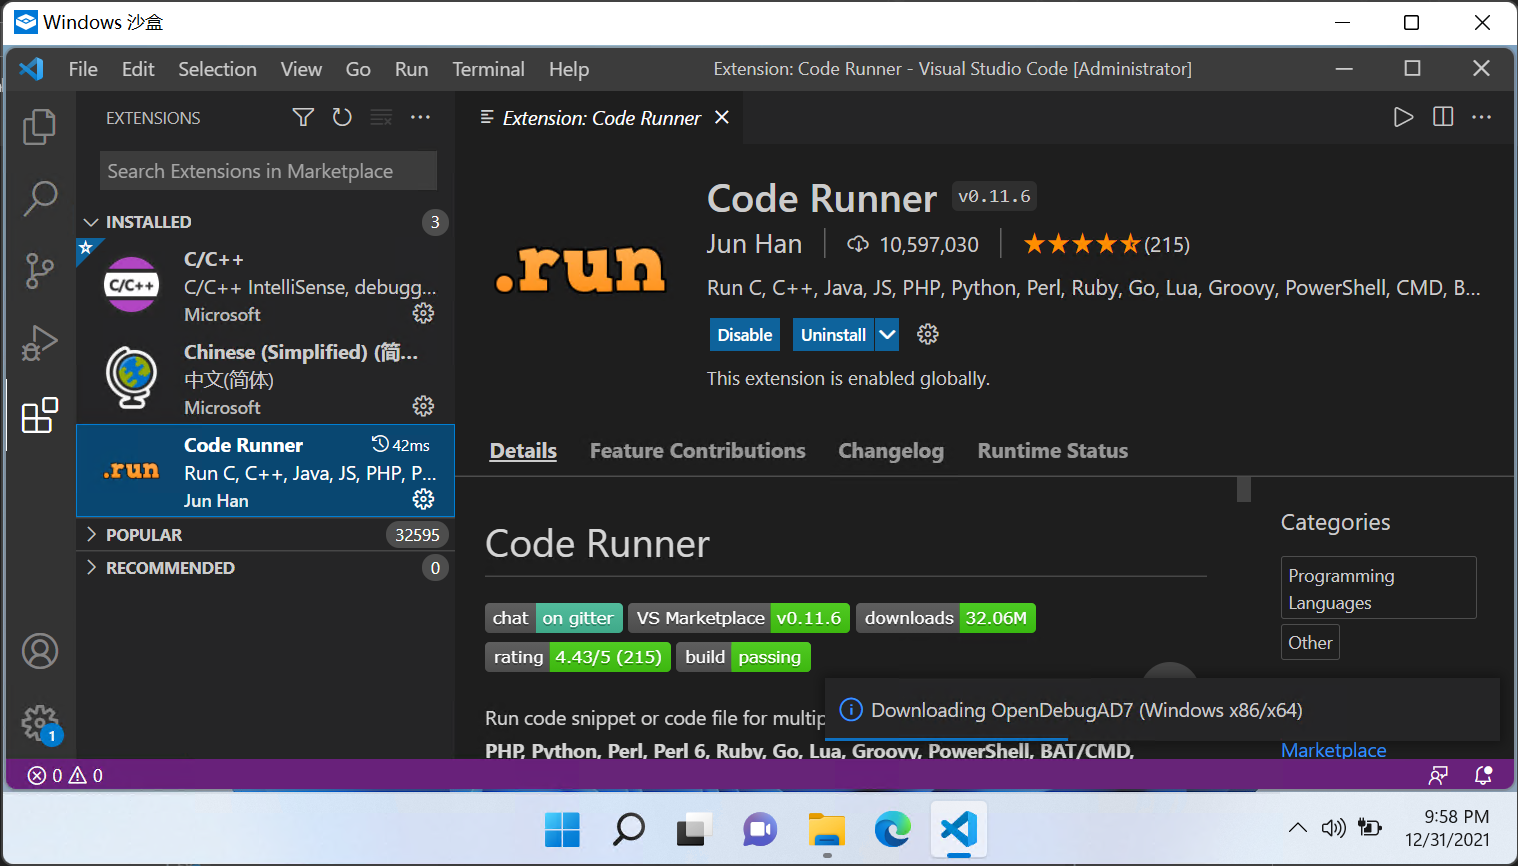 Windows 沙盒
File Edit Selection View Go Run Terminal Help
Extension: Code Runner - Visual Studio Code [Administrator]
EXTENSIONS
Search Extensions in Marketplace
INSTALLED 3
C/C++
C/C++
C/C++ IntelliSense, debugg...
Microsoft
Chinese (Simplified) (简...
中文(简体)
Microsoft
.run
Code Runner 42ms
Run C, C++, Java, JS, PHP, P...
Jun Han
POPULAR 32595
RECOMMENDED 0
1
Extension: Code Runner
.run
Code Runner v0.11.6
Jun Han 10,597,030 (215)
Run C, C++, Java, JS, PHP, Python, Perl, Ruby, Go, Lua, Groovy, PowerShell, CMD, B...
Disable Uninstall
This extension is enabled globally.
Details Feature Contributions Changelog Runtime Status
Code Runner
chat on gitter VS Marketplace v0.11.6 downloads 32.06M
rating 4.43/5 (215) build passing
Run code snippet or code file for multip
PHP, Python, Perl, Perl 6, Ruby, Go, Lua, Groovy, PowerShell, BAT/CMD,
Categories
Programming
Languages
Other
Marketplace
Downloading OpenDebugAD7 (Windows x86/x64)
0 0
9:58 PM
12/31/2021